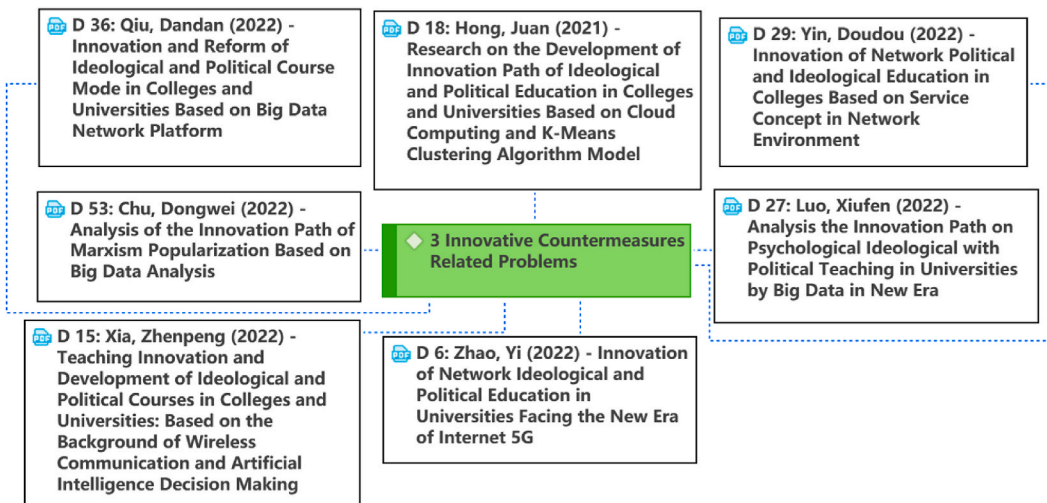 D 36: Qiu, Dandan (2022) -
Innovation and Reform of
Ideological and Political Course
Mode in Colleges and
Universities Based on Big Data
Network Platform
D 18: Hong, Juan (2021) -
Research on the Development of
Innovation Path of Ideological
and Political Education in Colleges
and Universities Based on Cloud
Computing and K-Means
Clustering Algorithm Model
D 29: Yin, Doudou (2022) -
Innovation of Network Political
and Ideological Education in
Colleges Based on Service
Concept in Network
Environment
D 53: Chu, Dongwei (2022) -
Analysis of the Innovation Path of
Marxism Popularization Based on
Big Data Analysis
3 Innovative Countermeasures
Related Problems
D 27: Luo, Xiufen (2022) -
Analysis the Innovation Path on
Psychological Ideological with
Political Teaching in Universities
by Big Data in New Era
D 15: Xia, Zhenpeng (2022) -
Teaching Innovation and
Development of Ideological and
Political Courses in Colleges and
Universities: Based on the
Background of Wireless
Communication and Artificial
Intelligence Decision Making
D 6: Zhao, Yi (2022) - Innovation
of Network Ideological and
Political Education in
Universities Facing the New Era
of Internet 5G